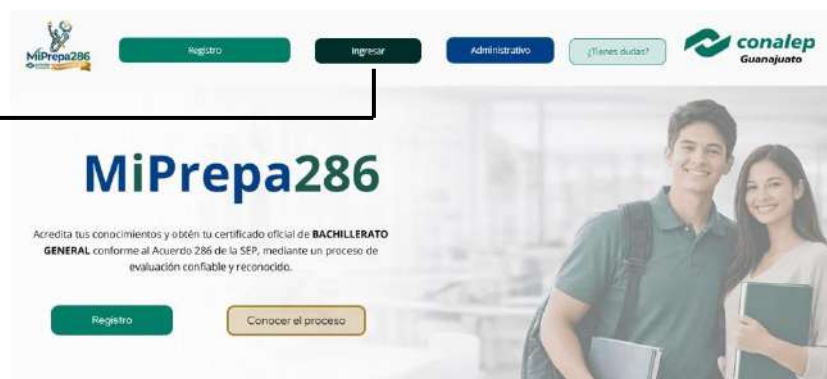 MiPrepa286
Registro
Ingresar
Administrativo
¿Tienes dudas?
conalep
Guanajuato
MiPrepa286
Acredita tus conocimientos y obtén tu certificado oficial de BACHILLERATO
GENERAL conforme al Acuerdo 286 de la SEP, mediante un proceso de
evaluación confiable y reconocido.
Registro
Conocer el proceso